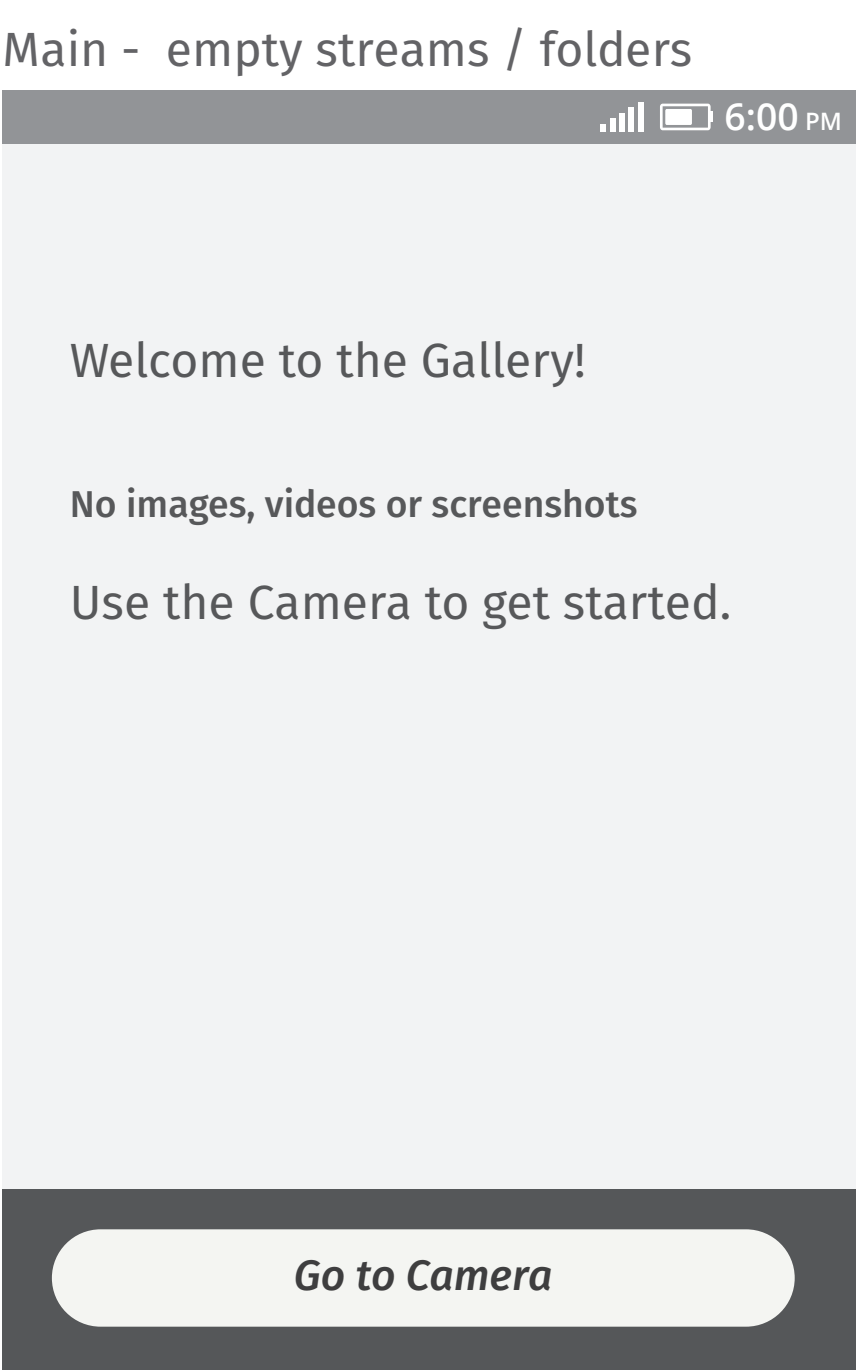 Main -  empty streams / folders
6:00 PM
Welcome to the Gallery!
No images, videos or screenshots
Use the Camera to get started.
Go to Camera